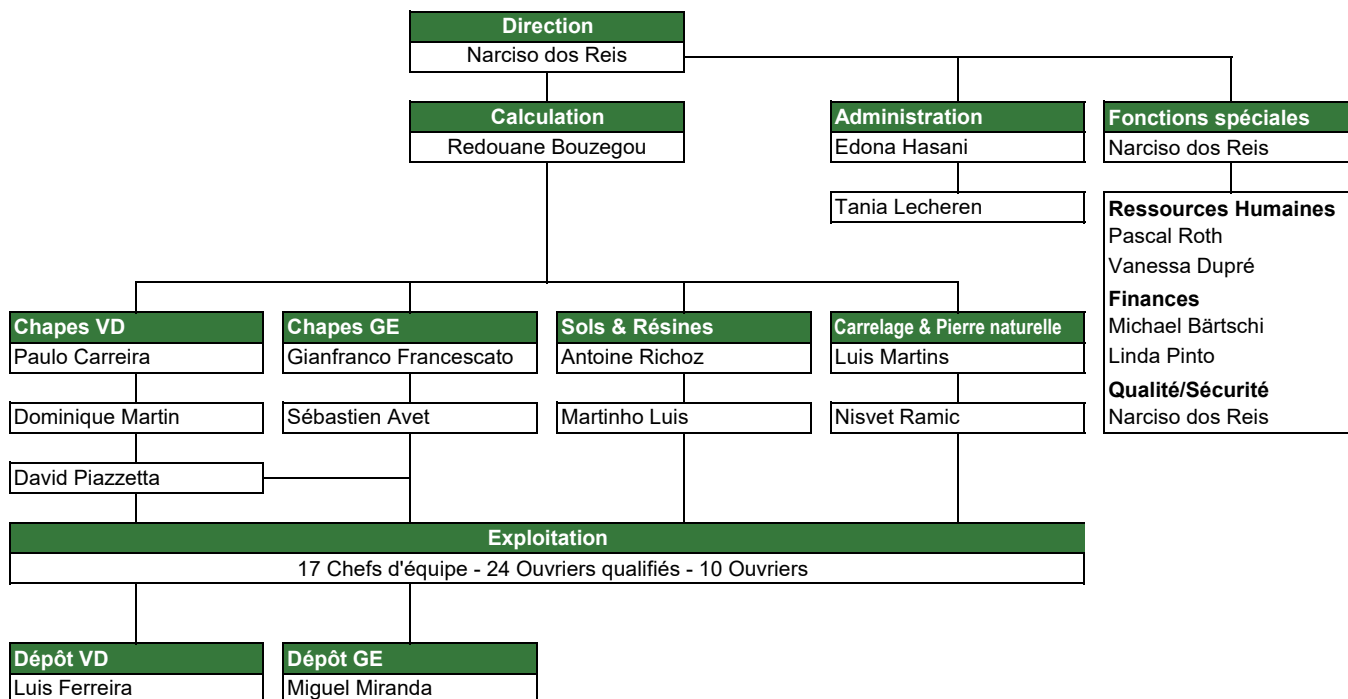 Direction
Narciso dos Reis
Calculation
Redouane Bouzegou
Administration
Edona Hasani
Tania Lecheren
Fonctions spéciales
Narciso dos Reis
Ressources Humaines
Pascal Roth
Vanessa Dupré
Finances
Michael Bärtschi
Linda Pinto
Qualité/Sécurité
Narciso dos Reis
Chapes VD
Paulo Carreira
Dominique Martin
David Piazzetta
Chapes GE
Gianfranco Francescato
Sébastien Avet
Sols & Résines
Antoine Richoz
Martinho Luis
Carrelage & Pierre naturelle
Luis Martins
Nisvet Ramic
Exploitation
17 Chefs d'équipe - 24 Ouvriers qualifiés - 10 Ouvriers
Dépôt VD
Luis Ferreira
Dépôt GE
Miguel Miranda